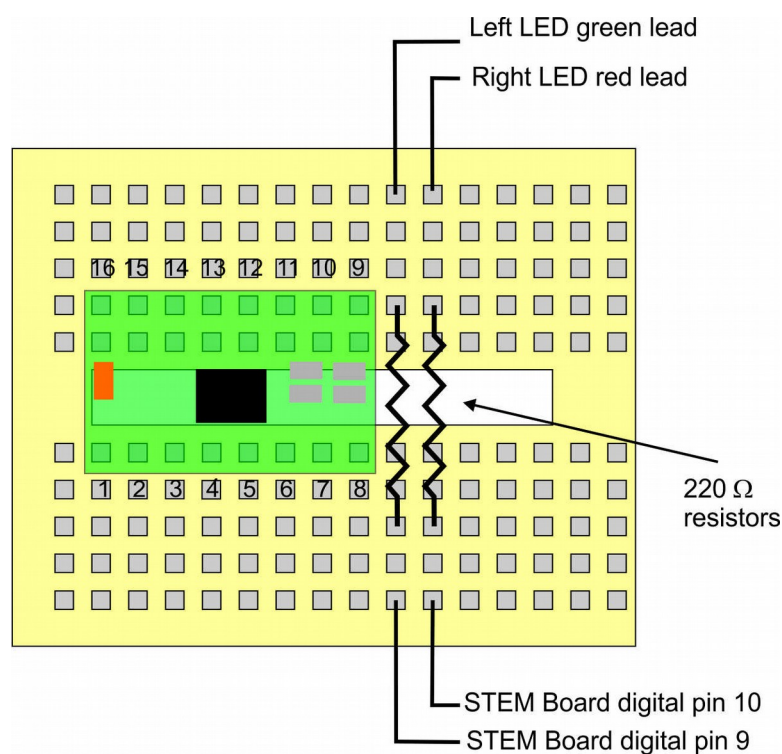 Left LED green lead
Right LED red lead
16 15 14 13 12 11 10 9
1 2 3 4 5 6 7 8
220 Ω
resistors
STEM Board digital pin 10
STEM Board digital pin 9